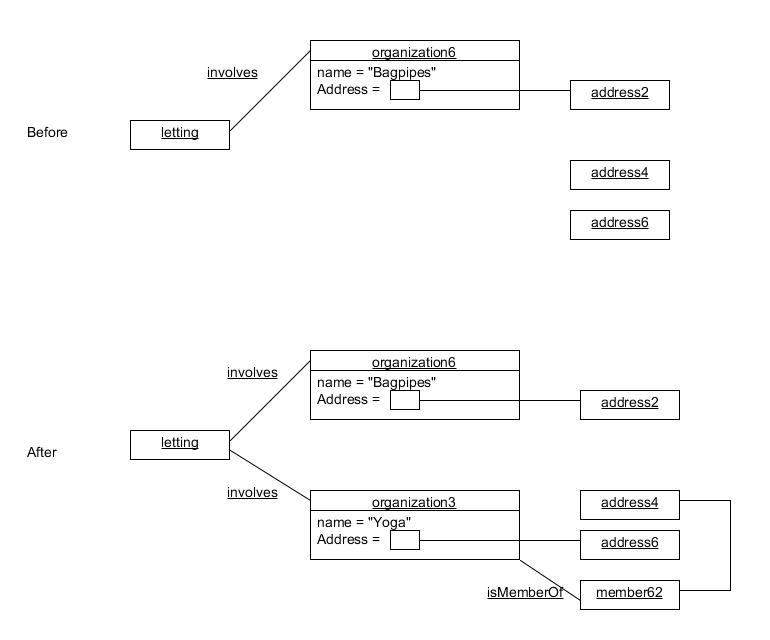 organization6
involves
name = "Bagpipes"
Address =
address2
Before
letting
address4
address6
organization6
involves
name = "Bagpipes"
Address =
address2
letting
After
involves
organization3
address4
name = "Yoga"
Address =
address6
isMemberOf
member62